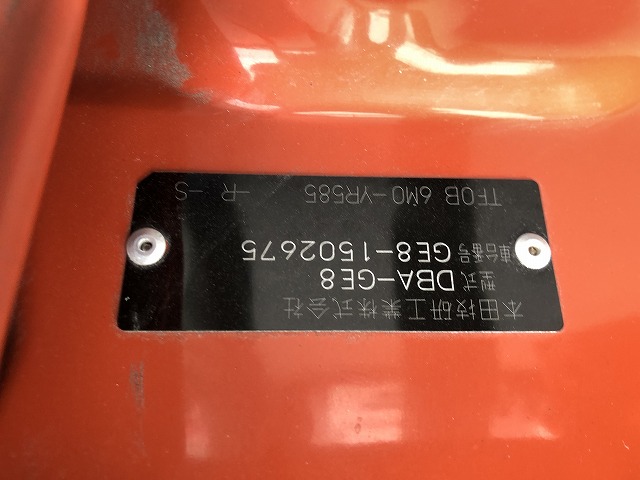 本田技研工業株式会社
型式 DBA-GE8
車台番号 GE8-1502675
TF0B 6M0-YR585 -R -S